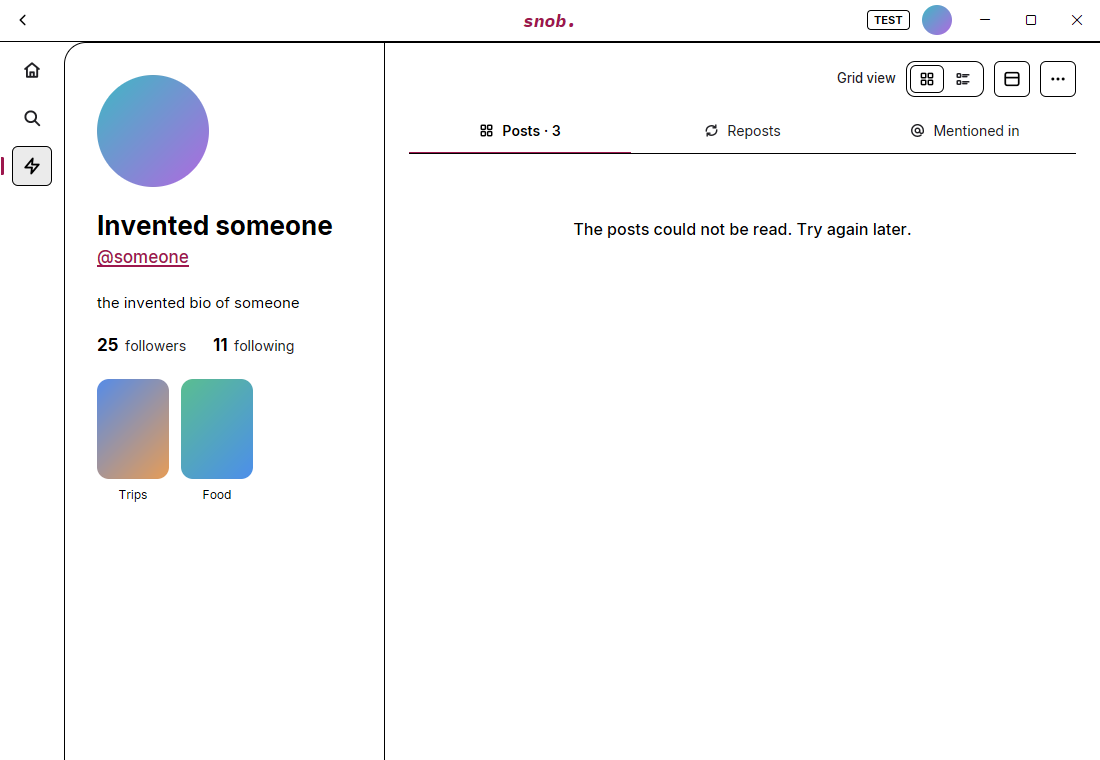 snob.
TEST
Invented someone
@someone
the invented bio of someone
25 followers 11 following
Trips
Food
Grid view
Posts · 3
Reposts
Mentioned in
The posts could not be read. Try again later.